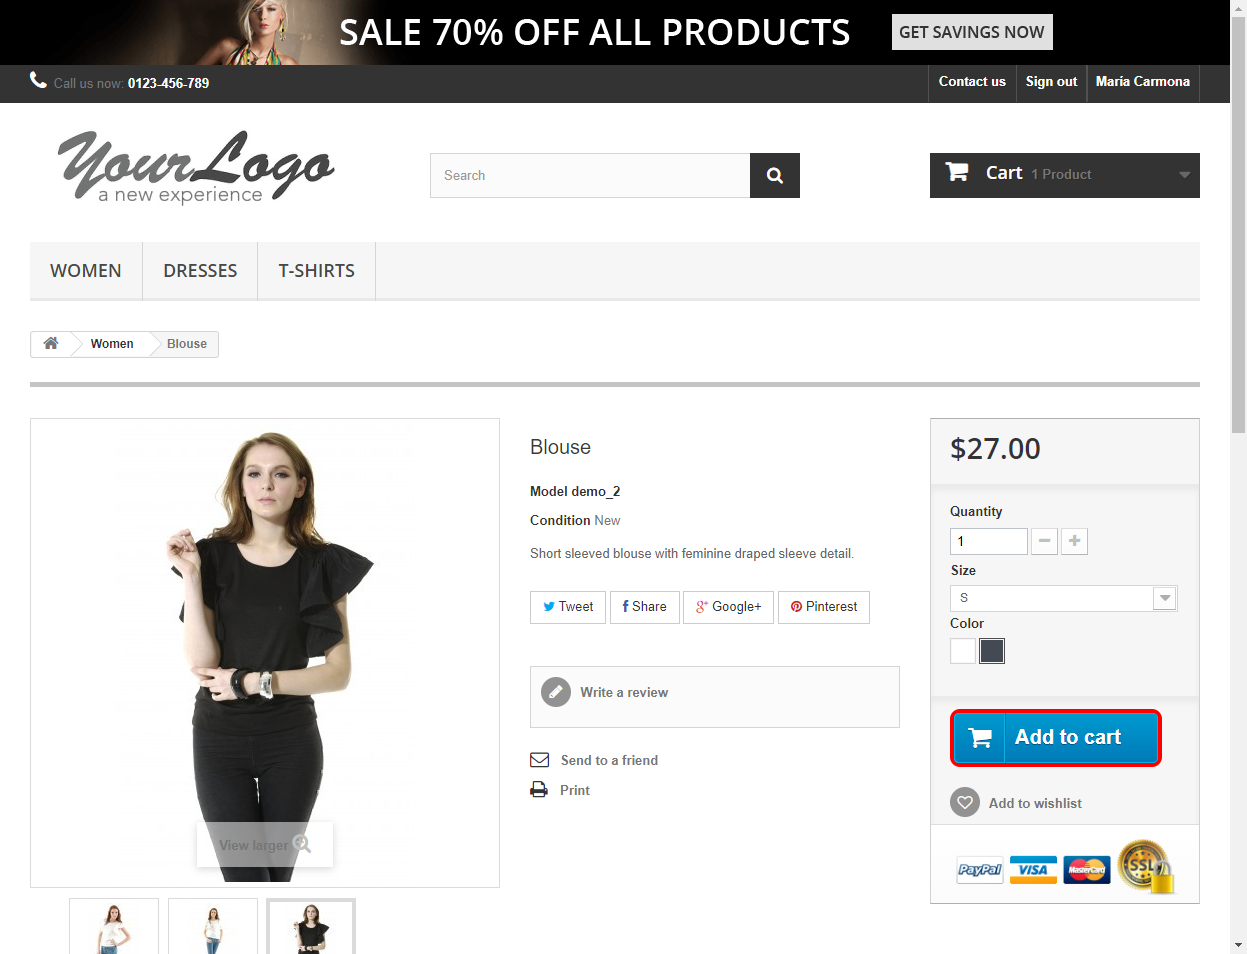 SALE 70% OFF ALL PRODUCTS
GET SAVINGS NOW
Call us now: 0123-456-789
Contact us
Sign out
María Carmona
YourLogo
a new experience
Search
Cart 1 Product
WOMEN
DRESSES
T-SHIRTS
Women
Blouse
Blouse
Model demo_2
Condition New
Short sleeved blouse with feminine draped sleeve detail.
Tweet
Share
Google+
Pinterest
Write a review
Send to a friend
Print
View larger
$27.00
Quantity
1
Size
S
Color
Add to cart
Add to wishlist
PayPal
VISA
MasterCard
SSL